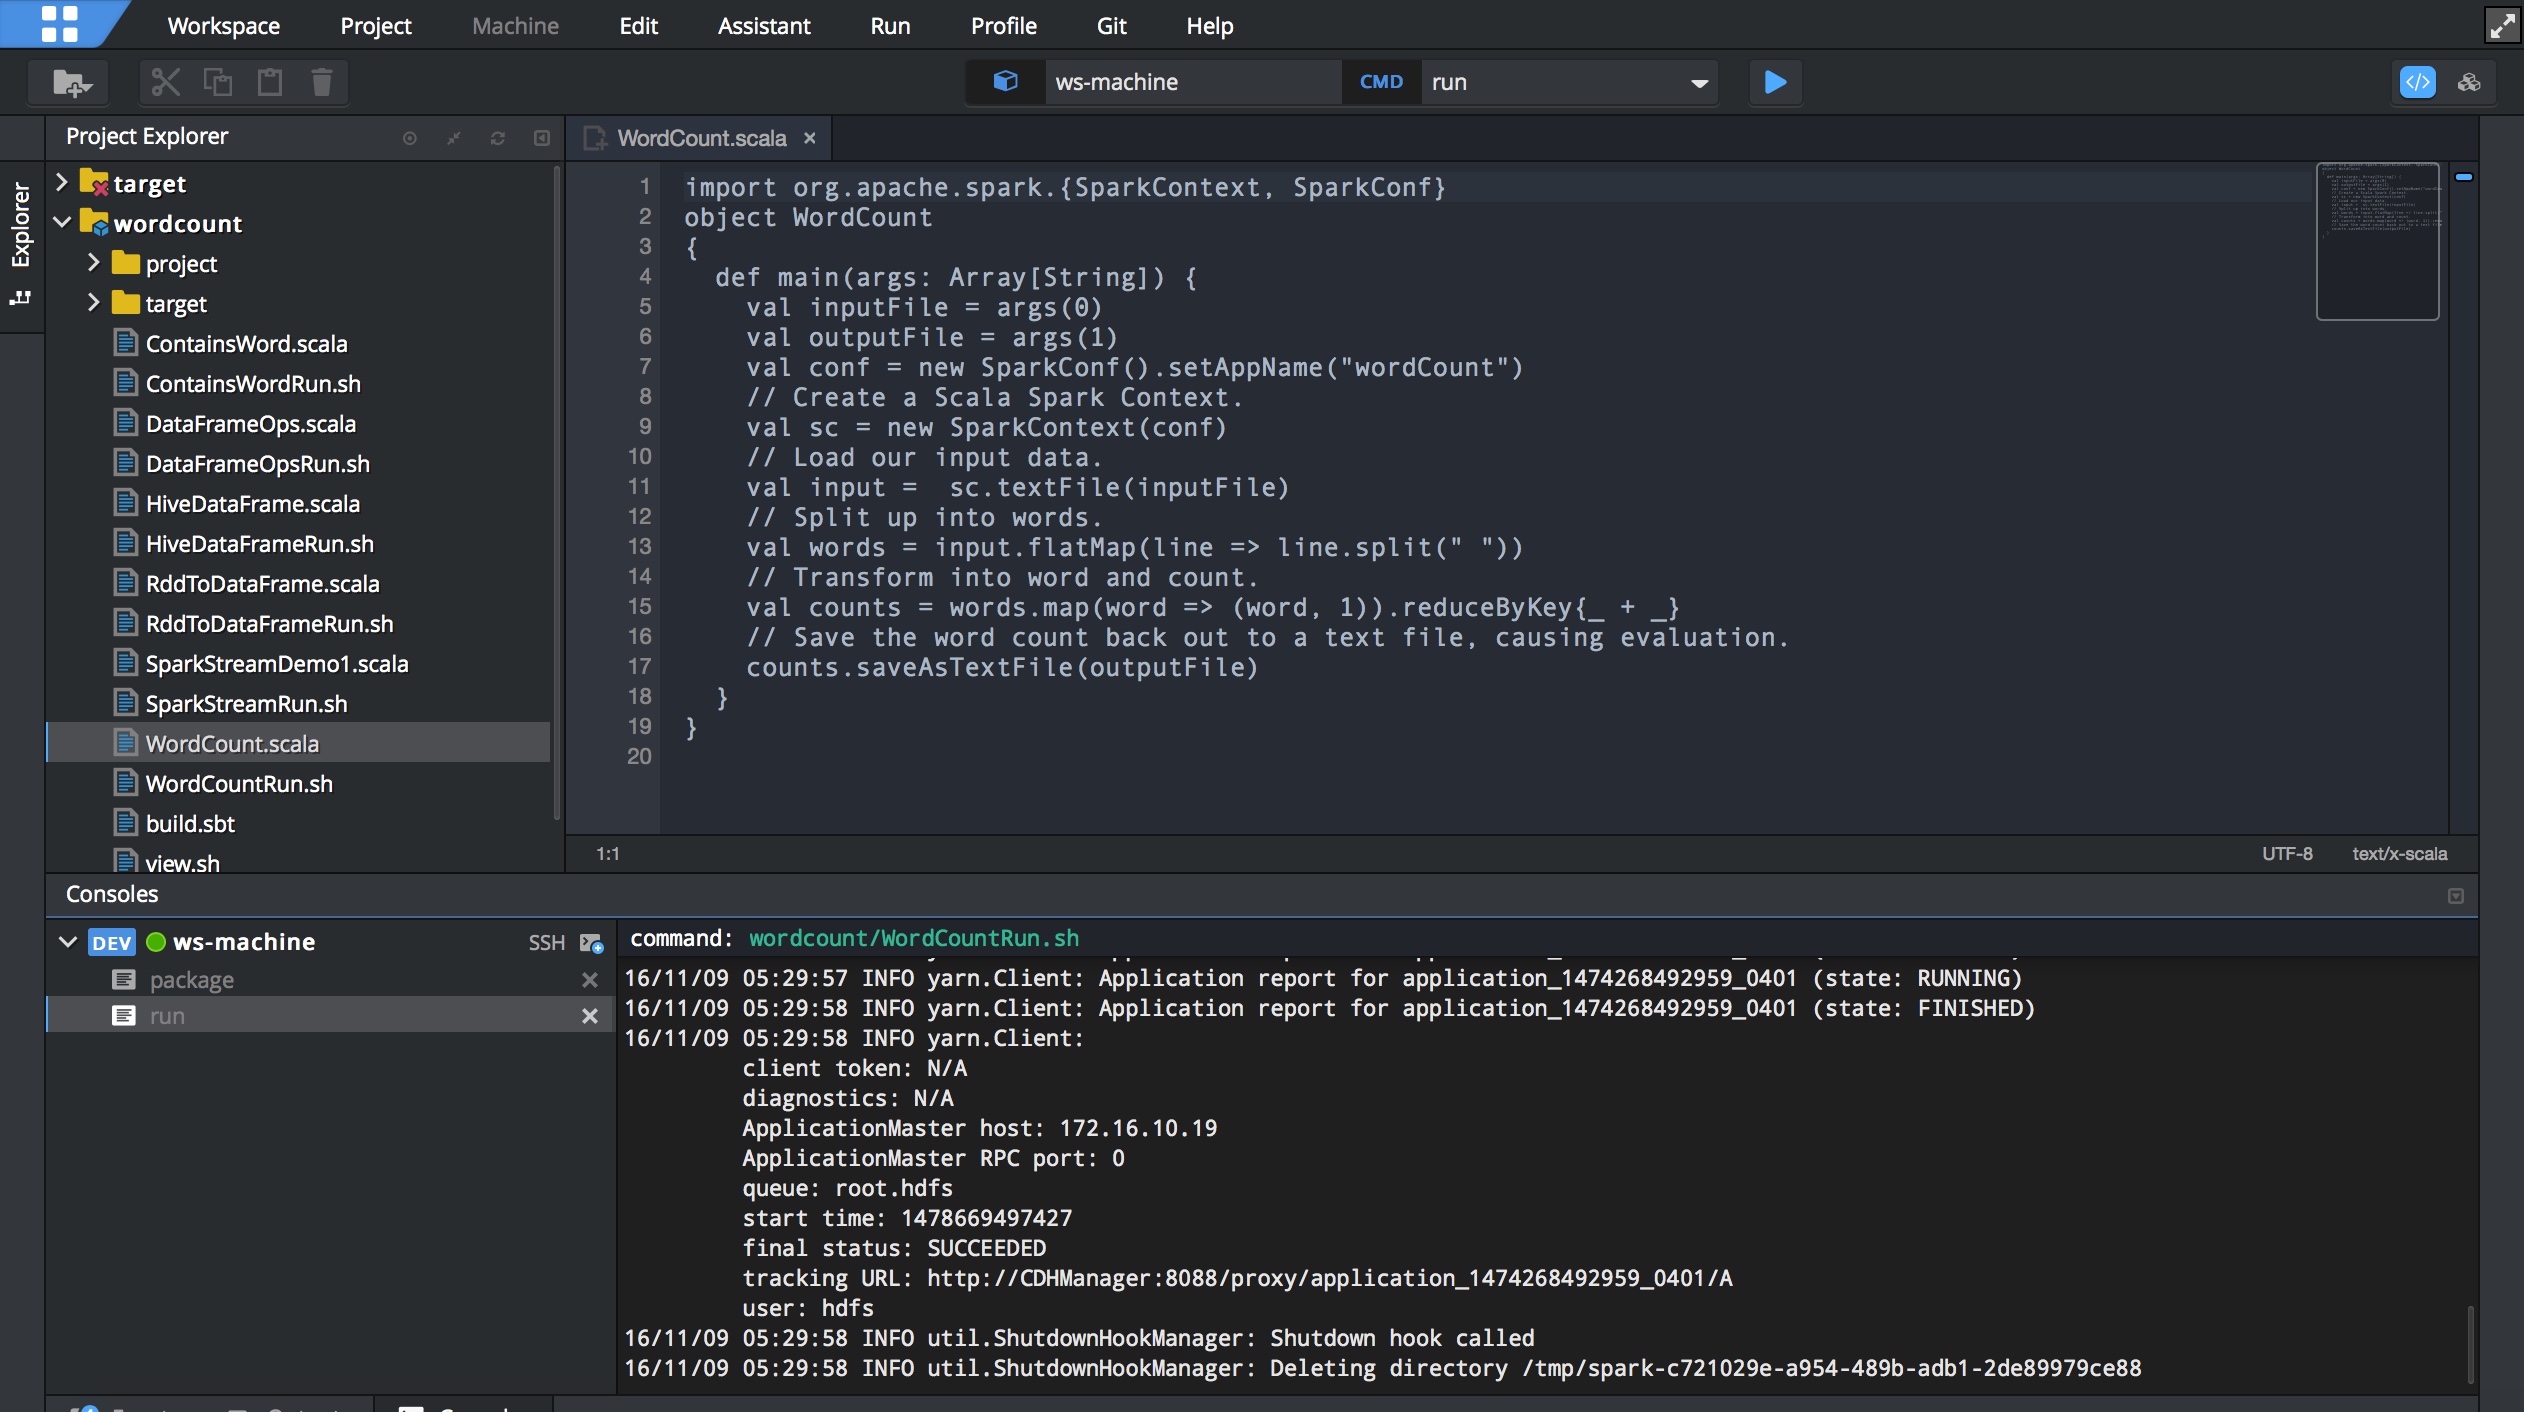 Workspace Project Machine Edit Assistant Run Profile Git Help
ws-machine CMD run
Project Explorer
WordCount.scala ×
Explorer
target
wordcount
project
target
ContainsWord.scala
ContainsWordRun.sh
DataFrameOps.scala
DataFrameOpsRun.sh
HiveDataFrame.scala
HiveDataFrameRun.sh
RddToDataFrame.scala
RddToDataFrameRun.sh
SparkStreamDemo1.scala
SparkStreamRun.sh
WordCount.scala
WordCountRun.sh
build.sbt
view.sh
1 import org.apache.spark.{SparkContext, SparkConf}
2 object WordCount
3 {
4   def main(args: Array[String]) {
5     val inputFile = args(0)
6     val outputFile = args(1)
7     val conf = new SparkConf().setAppName("wordCount")
8     // Create a Scala Spark Context.
9     val sc = new SparkContext(conf)
10     // Load our input data.
11     val input =  sc.textFile(inputFile)
12     // Split up into words.
13     val words = input.flatMap(line => line.split(" "))
14     // Transform into word and count.
15     val counts = words.map(word => (word, 1)).reduceByKey{_ + _}
16     // Save the word count back out to a text file, causing evaluation.
17     counts.saveAsTextFile(outputFile)
18   }
19 }
20
1:1 UTF-8 text/x-scala
Consoles
DEV ws-machine SSH
package
run
command: wordcount/WordCountRun.sh
16/11/09 05:29:57 INFO yarn.Client: Application report for application_1474268492959_0401 (state: RUNNING)
16/11/09 05:29:58 INFO yarn.Client: Application report for application_1474268492959_0401 (state: FINISHED)
16/11/09 05:29:58 INFO yarn.Client:
client token: N/A
diagnostics: N/A
ApplicationMaster host: 172.16.10.19
ApplicationMaster RPC port: 0
queue: root.hdfs
start time: 1478669497427
final status: SUCCEEDED
tracking URL: http://CDHManager:8088/proxy/application_1474268492959_0401/A
user: hdfs
16/11/09 05:29:58 INFO util.ShutdownHookManager: Shutdown hook called
16/11/09 05:29:58 INFO util.ShutdownHookManager: Deleting directory /tmp/spark-c721029e-a954-489b-adb1-2de89979ce88